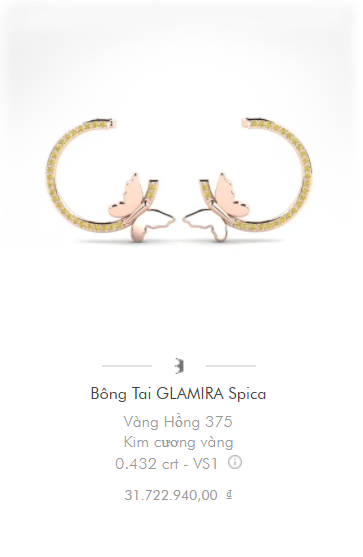 Bông Tai GLAMIRA Spica
Vàng Hồng 375
Kim cương vàng
0.432 crt - VS1
31.722.940,00 ₫